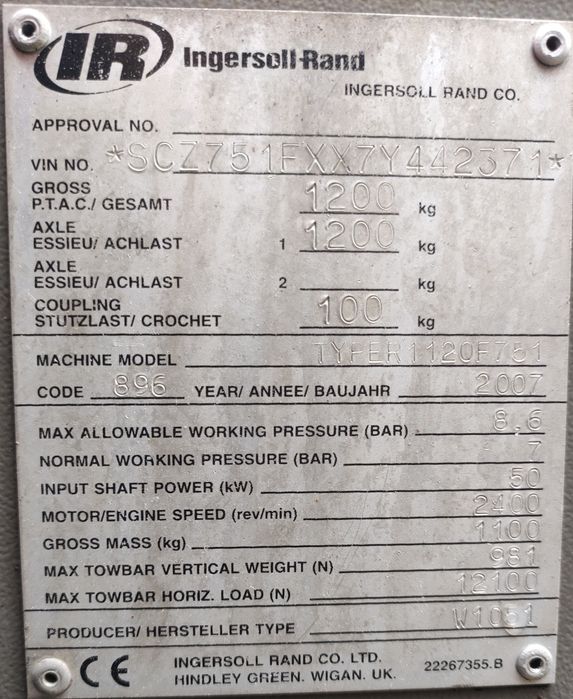 IR Ingersoll-Rand
INGERSOLL RAND CO.
APPROVAL NO.
VIN NO. *SCZ751FXX7Y442371*
GROSS
P.T.A.C./ GESAMT 1200 kg
AXLE
ESSIEU/ ACHLAST 1 1200 kg
AXLE
ESSIEU/ ACHLAST 2 kg
COUPLING
STUTZLAST/ CROCHET 100 kg
MACHINE MODEL TYPER1120F751
CODE 896 YEAR/ ANNEE/ BAUJAHR 2007
MAX ALLOWABLE WORKING PRESSURE (BAR) 8,6
NORMAL WORKING PRESSURE (BAR) 7
INPUT SHAFT POWER (kW) 50
MOTOR/ENGINE SPEED (rev/min) 2400
GROSS MASS (kg) 1100
MAX TOWBAR VERTICAL WEIGHT (N) 981
MAX TOWBAR HORIZ. LOAD (N) 12100
PRODUCER/ HERSTELLER TYPE W1051
CE INGERSOLL RAND CO. LTD.
HINDLEY GREEN. WIGAN. UK. 22267355.B